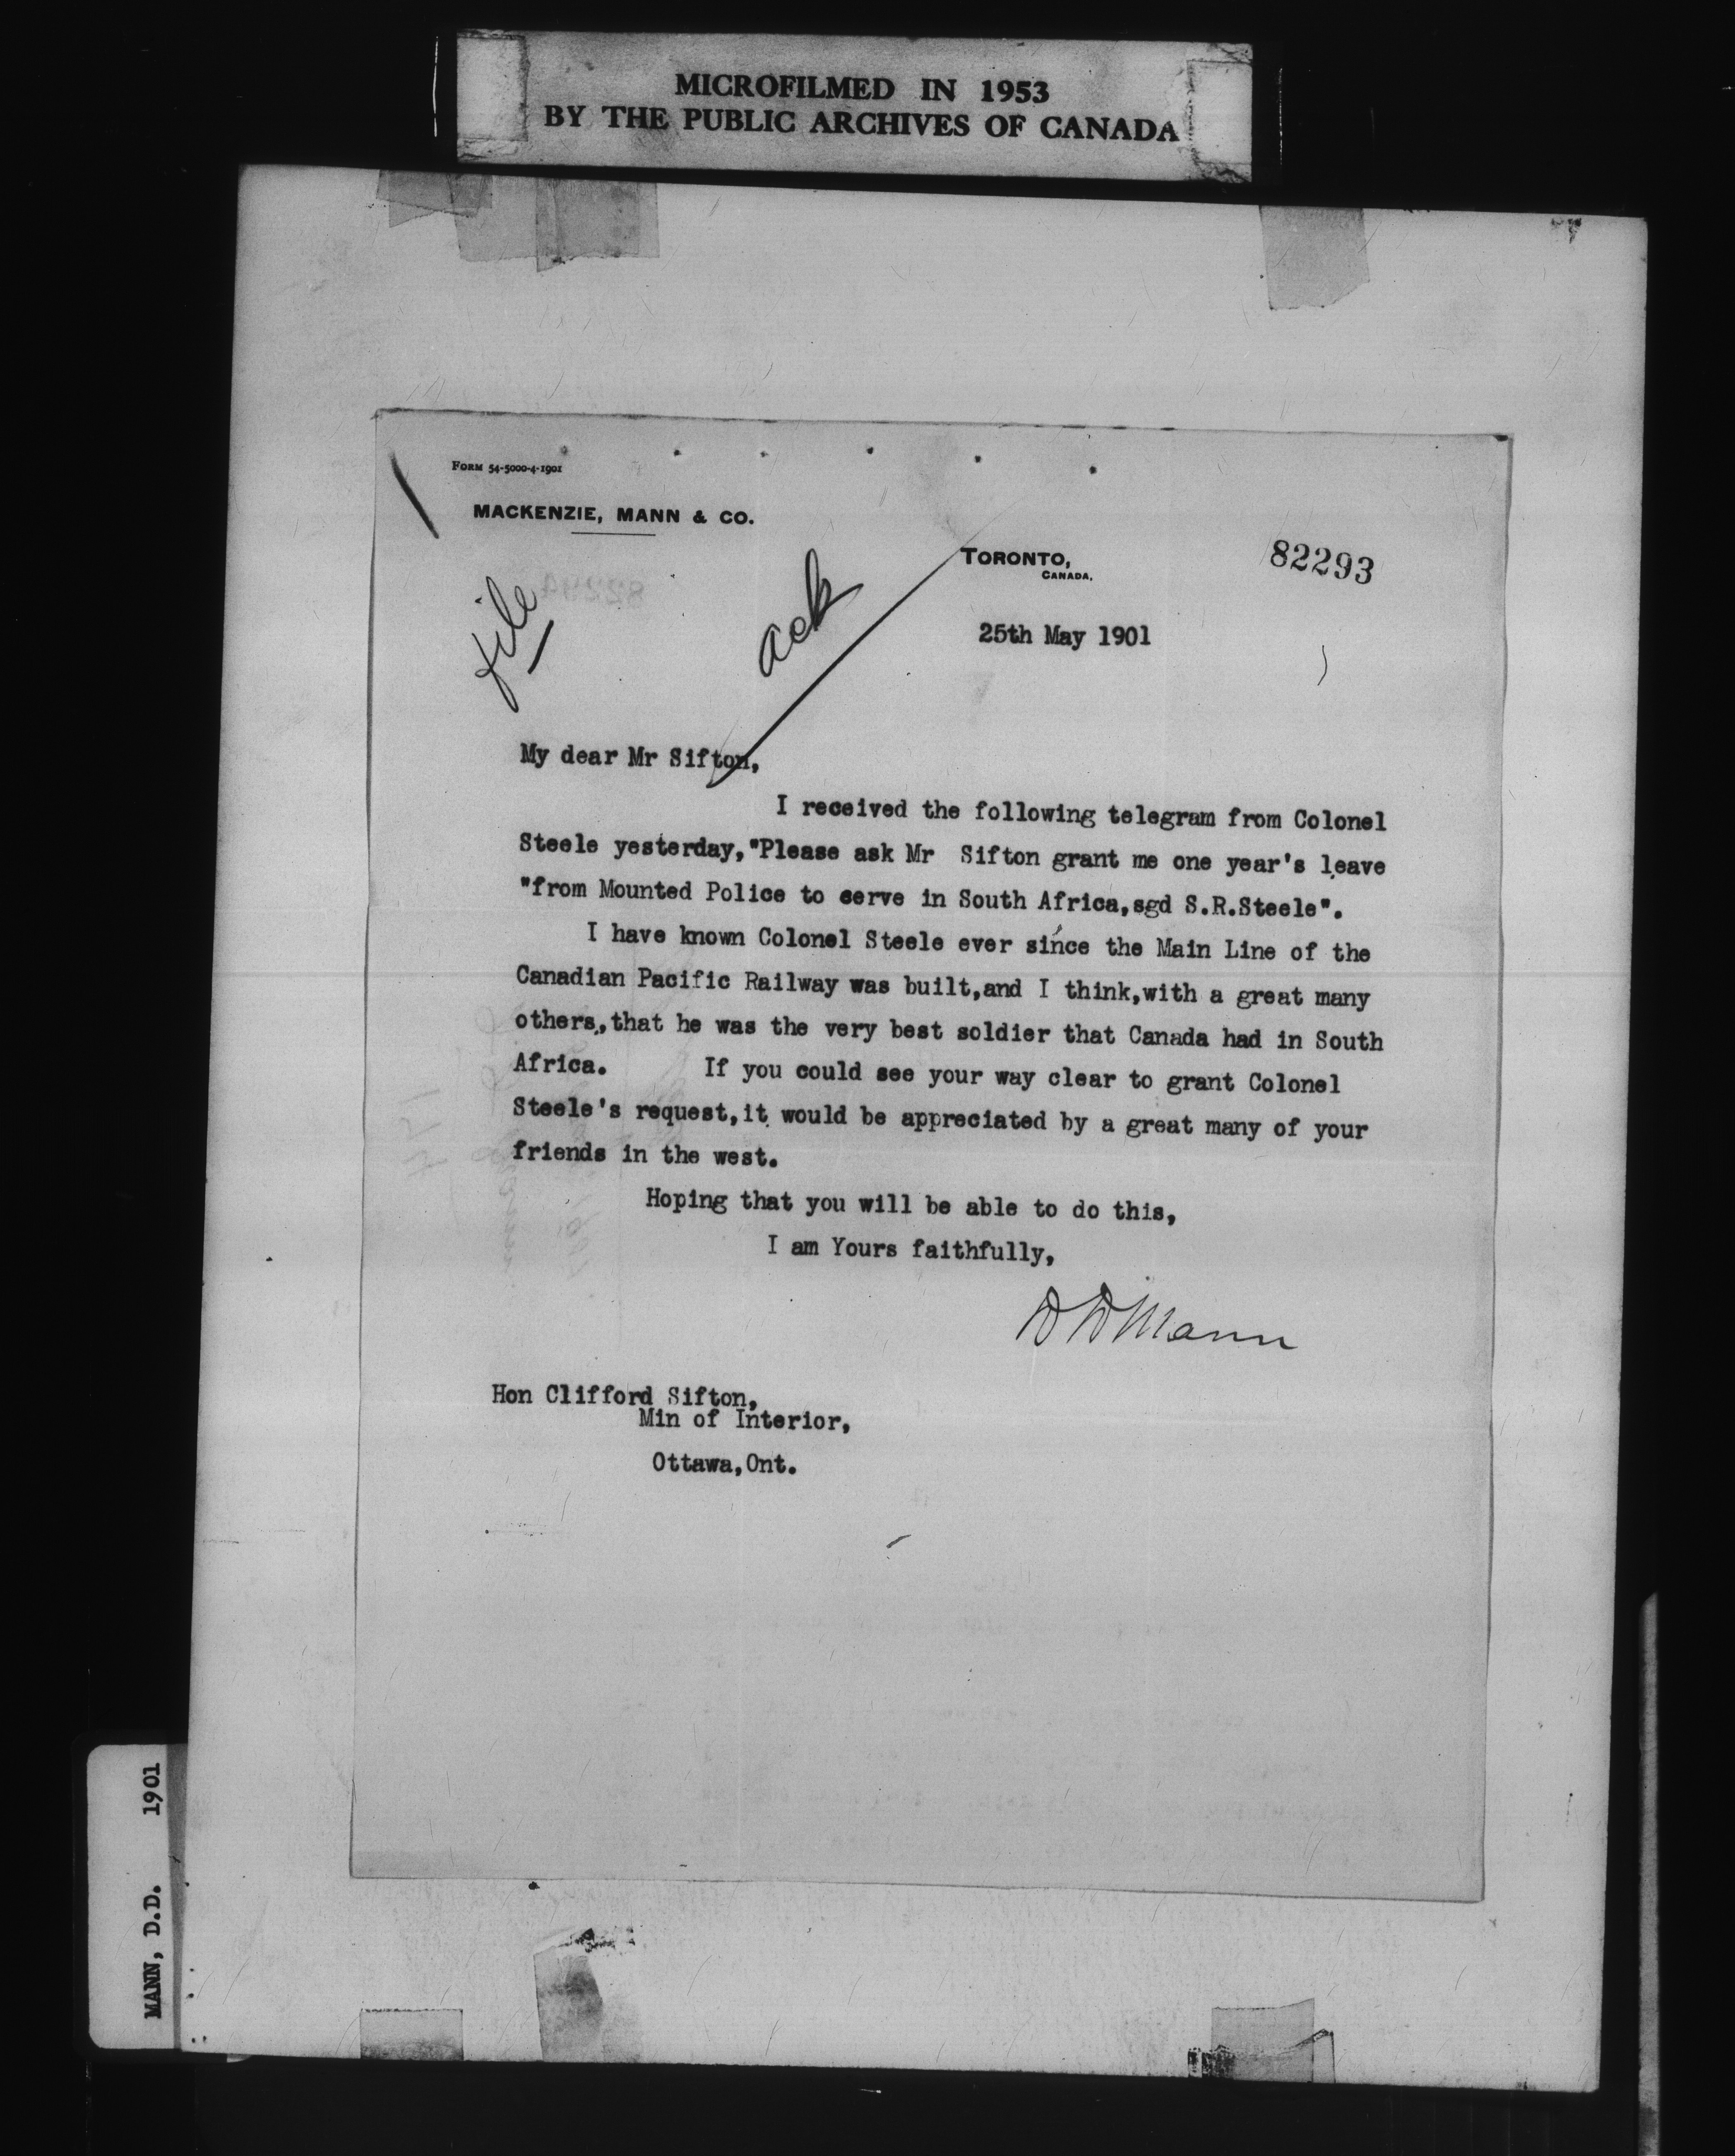 MICROFILMED IN 1953
BY THE PUBLIC ARCHIVES OF CANADA
FORM 54-5000-4-1901
MACKENZIE, MANN & CO.
TORONTO,
CANADA.
82293
file
ack
25th May 1901
My dear Mr Sifton,
I received the following telegram from Colonel
Steele yesterday,"Please ask Mr Sifton grant me one year's leave
"from Mounted Police to serve in South Africa,sgd S.R.Steele".
I have known Colonel Steele ever since the Main Line of the
Canadian Pacific Railway was built,and I think,with a great many
others,that he was the very best soldier that Canada had in South
Africa. If you could see your way clear to grant Colonel
Steele's request,it would be appreciated by a great many of your
friends in the west.
Hoping that you will be able to do this,
I am Yours faithfully,
DDMann
Hon Clifford Sifton,
Min of Interior,
Ottawa,Ont.
MANN, D.D. 1901